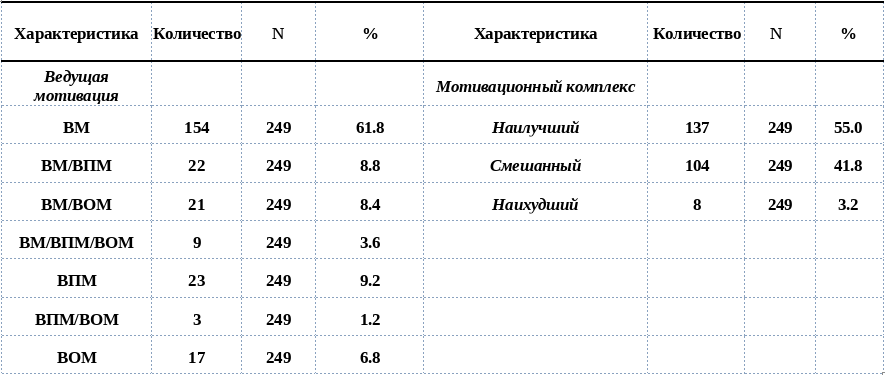 Характеристика Количество N % Характеристика Количество N %
Ведущая
мотивация Мотивационный комплекс
ВМ 154 249 61.8 Наилучший 137 249 55.0
ВМ/ВПМ 22 249 8.8 Смешанный 104 249 41.8
ВМ/ВОМ 21 249 8.4 Наихудший 8 249 3.2
ВМ/ВПМ/ВОМ 9 249 3.6
ВПМ 23 249 9.2
ВПМ/ВОМ 3 249 1.2
ВОМ 17 249 6.8